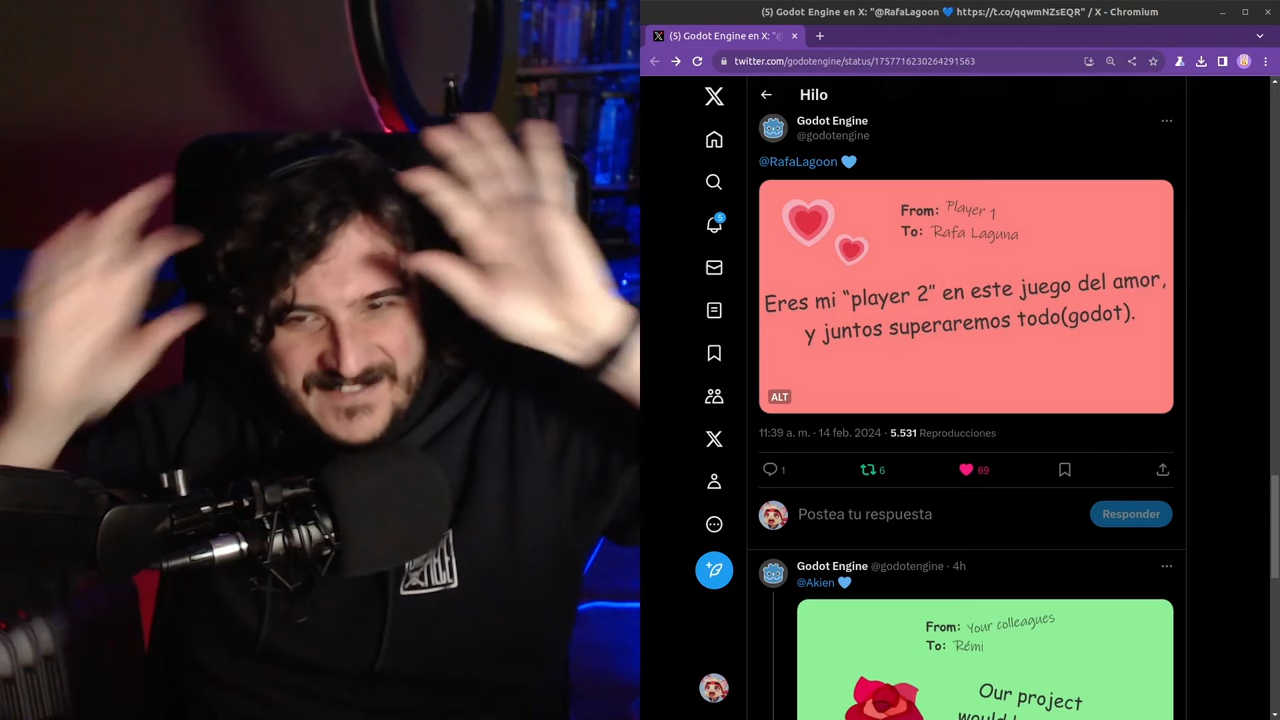 (5) Godot Engine en X: "@RafaLagoon 💙 https://t.co/qqwmNZsEQR" / X - Chromium
(5) Godot Engine en X: "@
twitter.com/godotengine/status/1757716230264291563
Hilo
Godot Engine
@godotengine
@RafaLagoon 💙
From: Player 1
To: Rafa Laguna
Eres mi “player 2” en este juego del amor,
y juntos superaremos todo(godot).
ALT
11:39 a. m. · 14 feb. 2024 · 5.531 Reproducciones
1 6 69
5
Postea tu respuesta
Responder
Godot Engine @godotengine · 4h
@Akien 💙
From: Your colleagues
To: Rémi
Our project